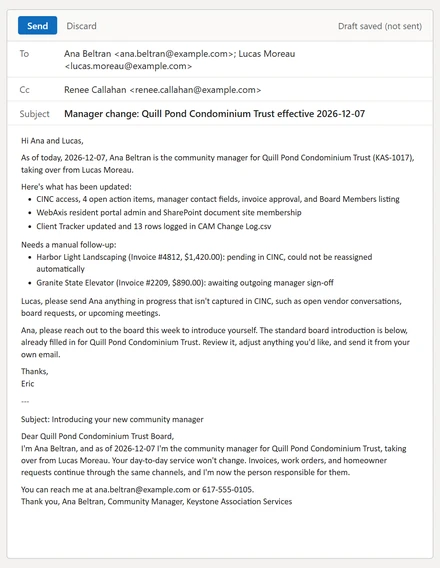 Send
Discard
Draft saved (not sent)
To
Ana Beltran <ana.beltran@example.com>; Lucas Moreau
<lucas.moreau@example.com>
Cc
Renee Callahan <renee.callahan@example.com>
Subject
Manager change: Quill Pond Condominium Trust effective 2026-12-07
Hi Ana and Lucas,
As of today, 2026-12-07, Ana Beltran is the community manager for Quill Pond Condominium Trust (KAS-1017),
taking over from Lucas Moreau.
Here's what has been updated:
• CINC access, 4 open action items, manager contact fields, invoice approval, and Board Members listing
• WebAxis resident portal admin and SharePoint document site membership
• Client Tracker updated and 13 rows logged in CAM Change Log.csv
Needs a manual follow-up:
• Harbor Light Landscaping (Invoice #4812, $1,420.00): pending in CINC, could not be reassigned
automatically
• Granite State Elevator (Invoice #2209, $890.00): awaiting outgoing manager sign-off
Lucas, please send Ana anything in progress that isn't captured in CINC, such as open vendor conversations,
board requests, or upcoming meetings.
Ana, please reach out to the board this week to introduce yourself. The standard board introduction is below,
already filled in for Quill Pond Condominium Trust. Review it, adjust anything you'd like, and send it from your
own email.
Thanks,
Eric
---
Subject: Introducing your new community manager
Dear Quill Pond Condominium Trust Board,
I'm Ana Beltran, and as of 2026-12-07 I'm the community manager for Quill Pond Condominium Trust, taking
over from Lucas Moreau. Your day-to-day service won't change. Invoices, work orders, and homeowner
requests continue through the same channels, and I'm now the person responsible for them.
You can reach me at ana.beltran@example.com or 617-555-0105.
Thank you, Ana Beltran, Community Manager, Keystone Association Services